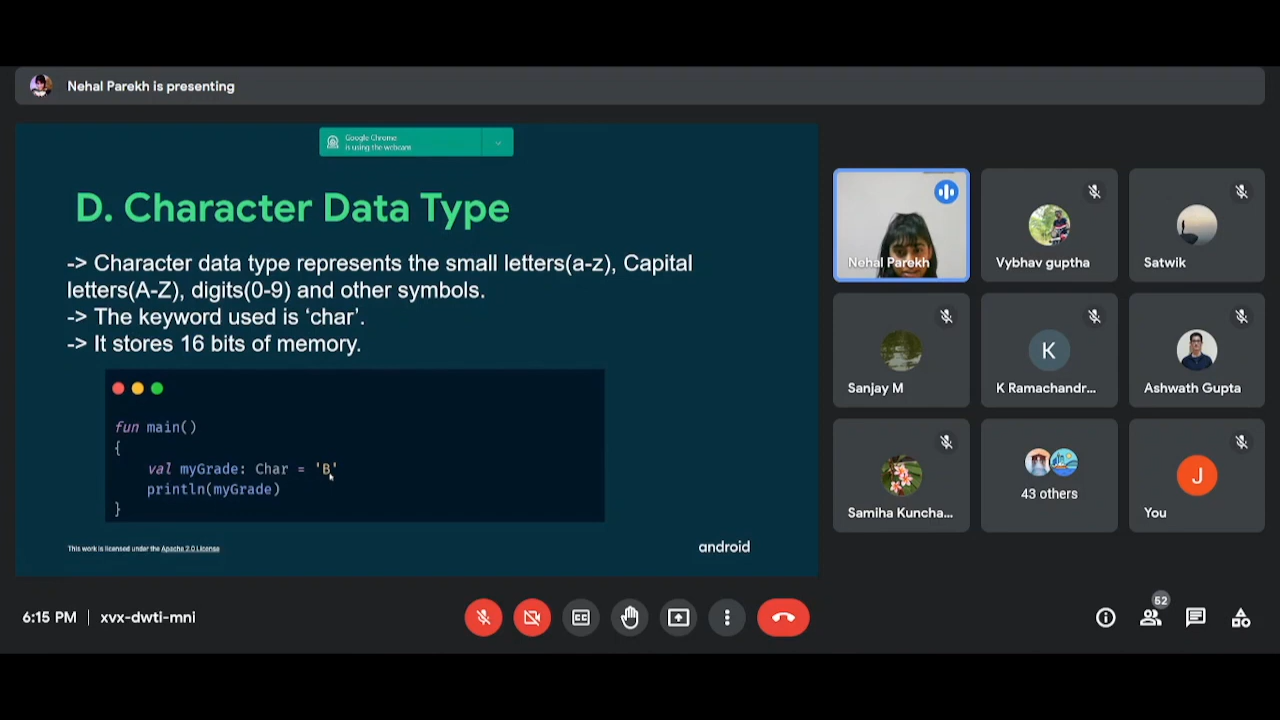 Nehal Parekh is presenting
Google Chrome
is using the webcam
D. Character Data Type
-> Character data type represents the small letters(a-z), Capital
letters(A-Z), digits(0-9) and other symbols.
-> The keyword used is ‘char’.
-> It stores 16 bits of memory.
fun main()
{
val myGrade: Char = 'B'
println(myGrade)
}
This work is licensed under the Apache 2.0 License
android
Nehal Parekh
Vybhav guptha
Satwik
Sanjay M
K
K Ramachandr...
Ashwath Gupta
Samiha Kuncha...
43 others
J
You
6:15 PM | xvx-dwti-mni
52